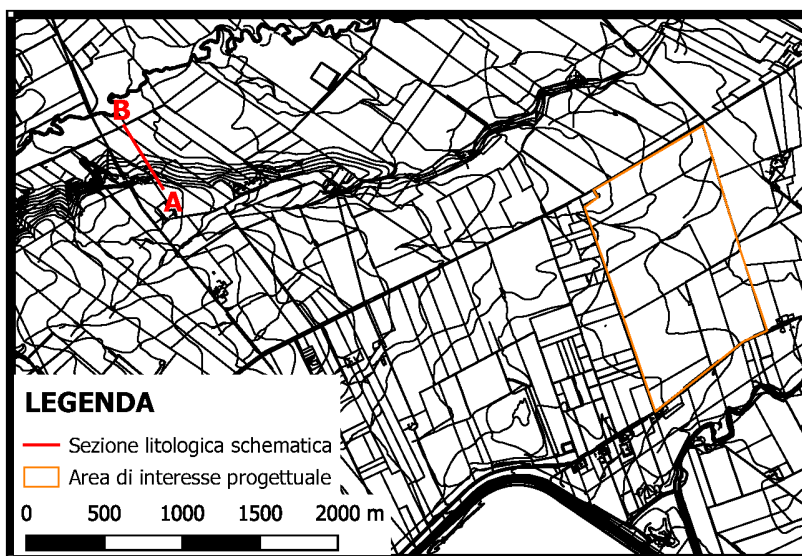 B
A
LEGENDA
Sezione litologica schematica
Area di interesse progettuale
0 500 1000 1500 2000 m